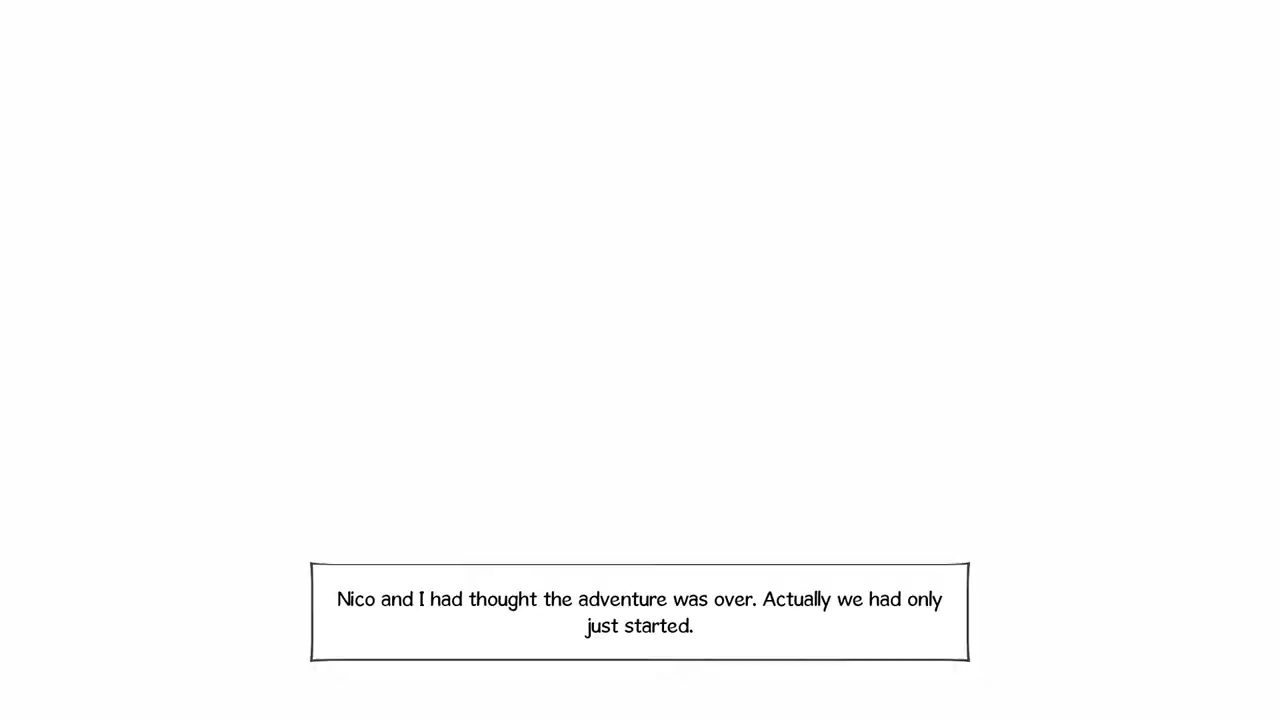 Nico and I had thought the adventure was over. Actually we had only
just started.